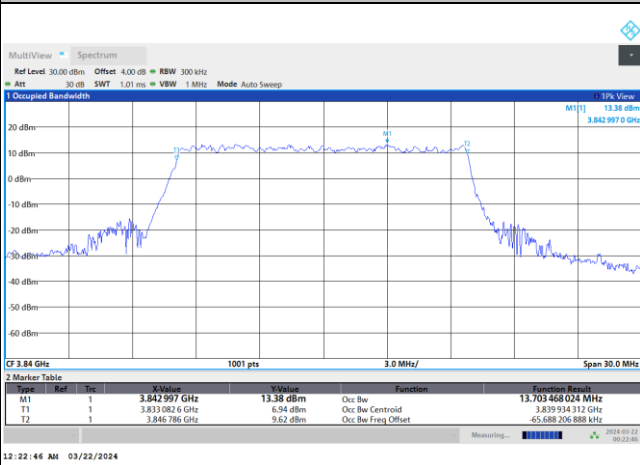 MultiView Spectrum
Ref Level 30.00 dBm Offset 4.00 dB RBW 300 kHz
Att 30 dB SWT 1.01 ms VBW 1 MHz Mode Auto Sweep
1 Occupied Bandwidth 1Pk View
M1[1] 13.38 dBm
3.842 997 0 GHz
20 dBm
M1
T1
T2
10 dBm
0 dBm
-10 dBm
-20 dBm
-30 dBm
-40 dBm
-50 dBm
-60 dBm
CF 3.84 GHz 1001 pts 3.0 MHz/ Span 30.0 MHz
2 Marker Table
Type Ref Trc X-Value Y-Value Function Function Result
M1 1 3.842997 GHz 13.38 dBm Occ Bw 13.703 468 024 MHz
T1 1 3.833 082 6 GHz 6.94 dBm Occ Bw Centroid 3.839 934 312 GHz
T2 1 3.846 786 GHz 9.62 dBm Occ Bw Freq Offset -65.688 206 888 kHz
Measuring... 2024-03-22
00:22:46
12:22:46 AM 03/22/2024